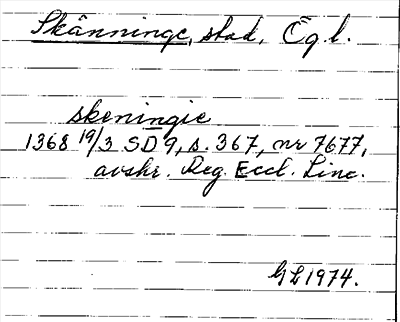 Skänninge, stad, Ög l.
skeningie
1368 19/3 SD 9, s. 367, nr 7677,
avskr. Reg. Eccl. Linc.
GL 1974.